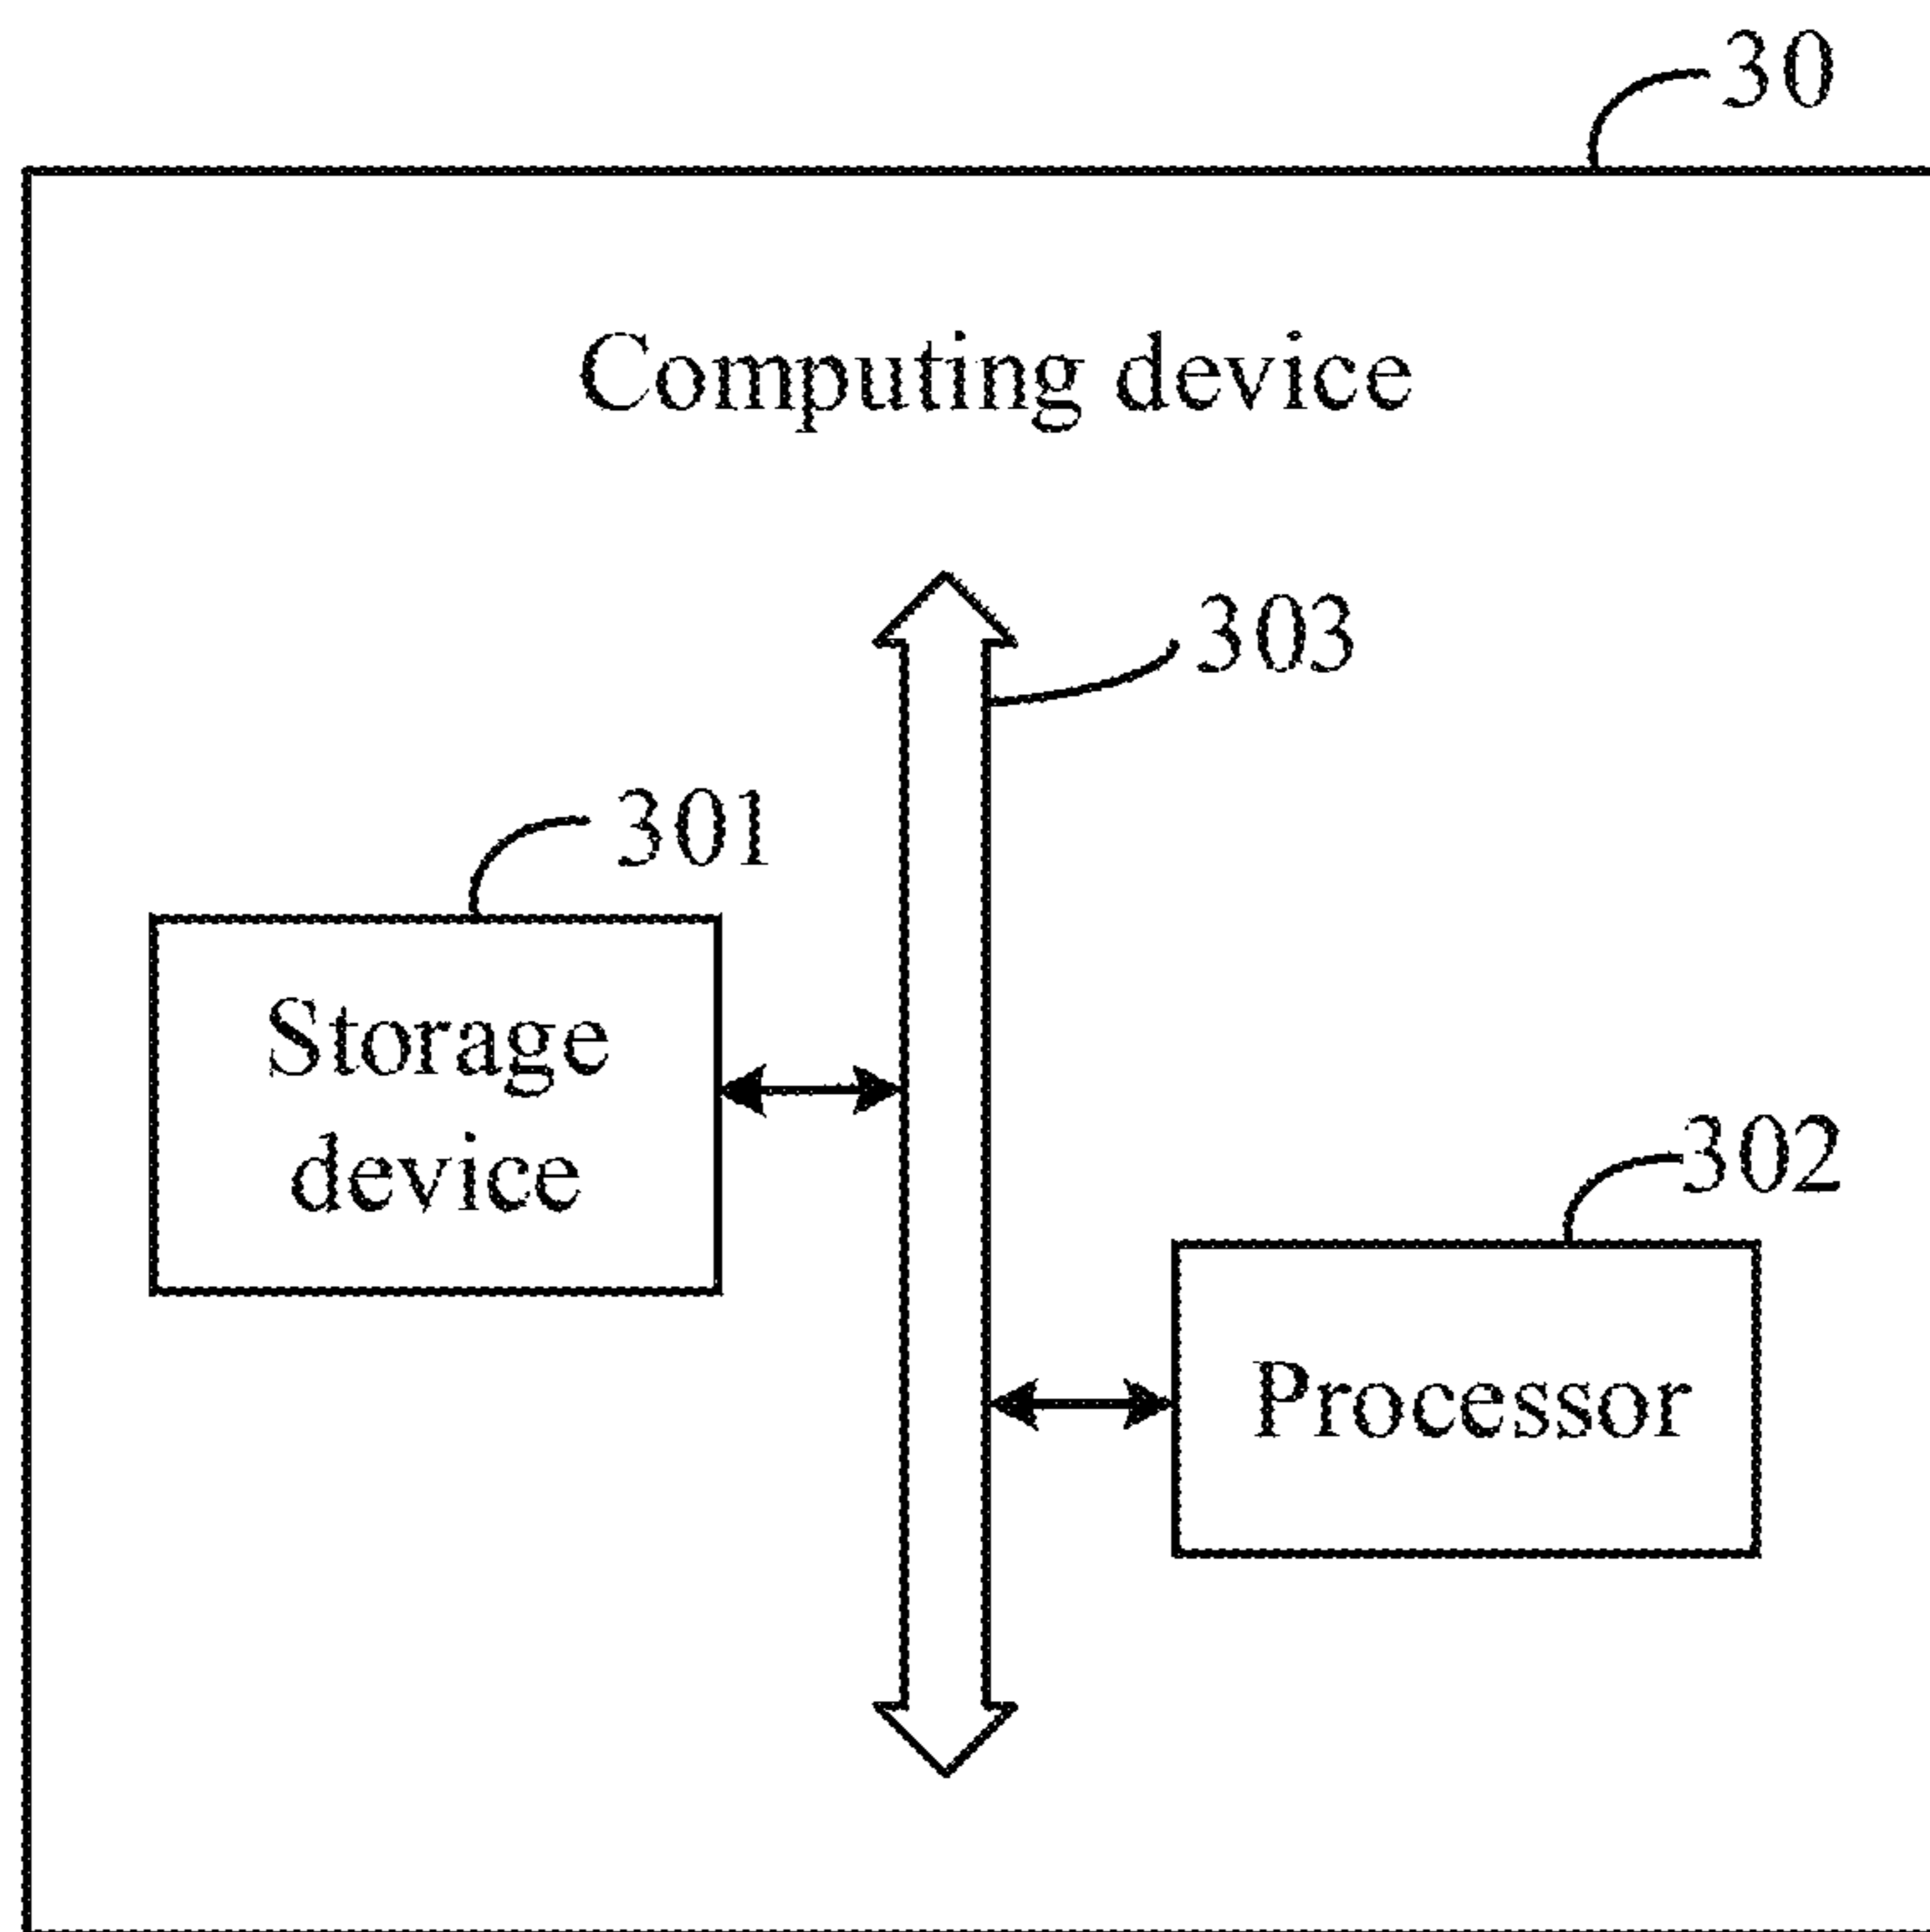 30
Computing device
303
301
Storage
device
302
Processor